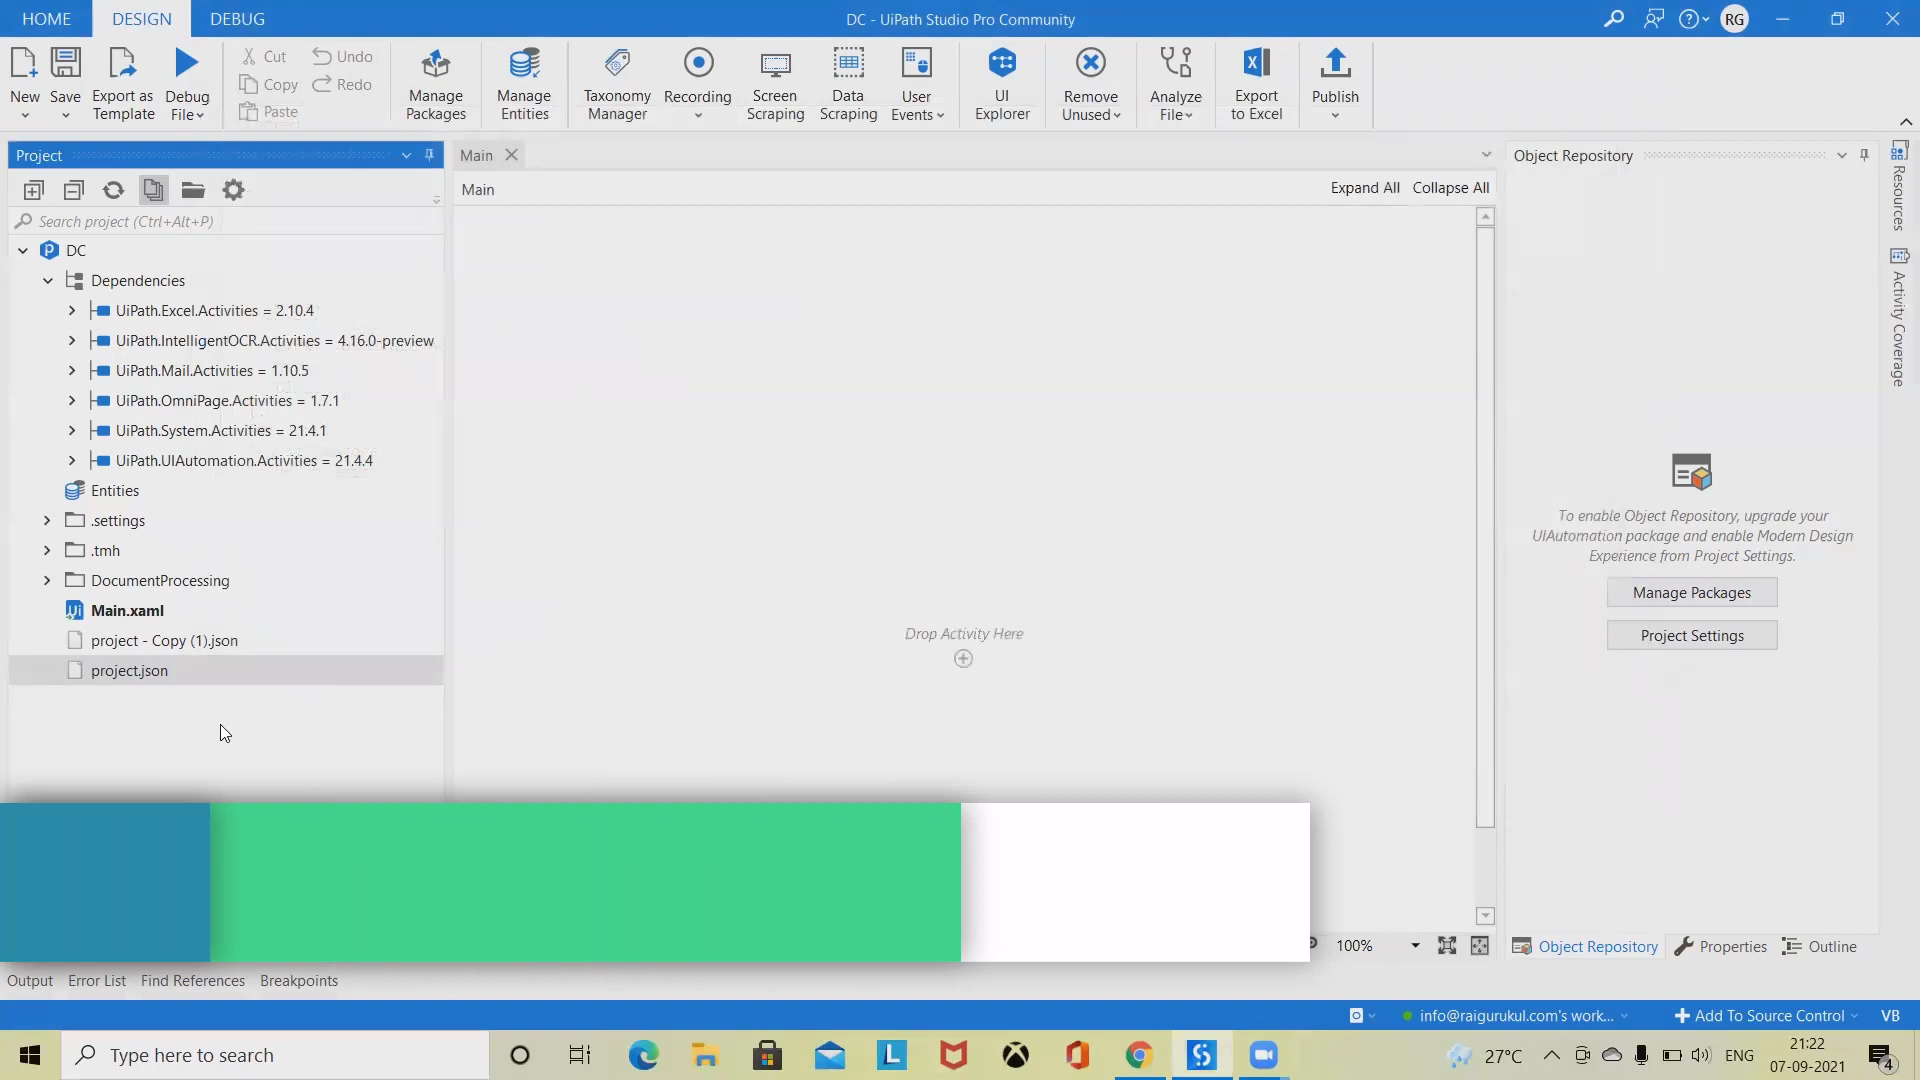 HOME
DESIGN
DEBUG
DC - UiPath Studio Pro Community
RG
New
Save
Export as
Template
Debug
File
Cut
Copy
Paste
Undo
Redo
Manage
Packages
Manage
Entities
Taxonomy
Manager
Recording
Screen
Scraping
Data
Scraping
User
Events
UI
Explorer
Remove
Unused
Analyze
File
Export
to Excel
Publish
Project
Search project (Ctrl+Alt+P)
DC
Dependencies
UiPath.Excel.Activities = 2.10.4
UiPath.IntelligentOCR.Activities = 4.16.0-preview
UiPath.Mail.Activities = 1.10.5
UiPath.OmniPage.Activities = 1.7.1
UiPath.System.Activities = 21.4.1
UiPath.UIAutomation.Activities = 21.4.4
Entities
.settings
.tmh
DocumentProcessing
Main.xaml
project - Copy (1).json
project.json
Main
Main
Expand All
Collapse All
Drop Activity Here
100%
Object Repository
To enable Object Repository, upgrade your
UIAutomation package and enable Modern Design
Experience from Project Settings.
Manage Packages
Project Settings
Object Repository
Properties
Outline
Resources
Activity Coverage
Output
Error List
Find References
Breakpoints
info@raigurukul.com's work...
Add To Source Control
VB
Type here to search
27°C
ENG
21:22
07-09-2021
4